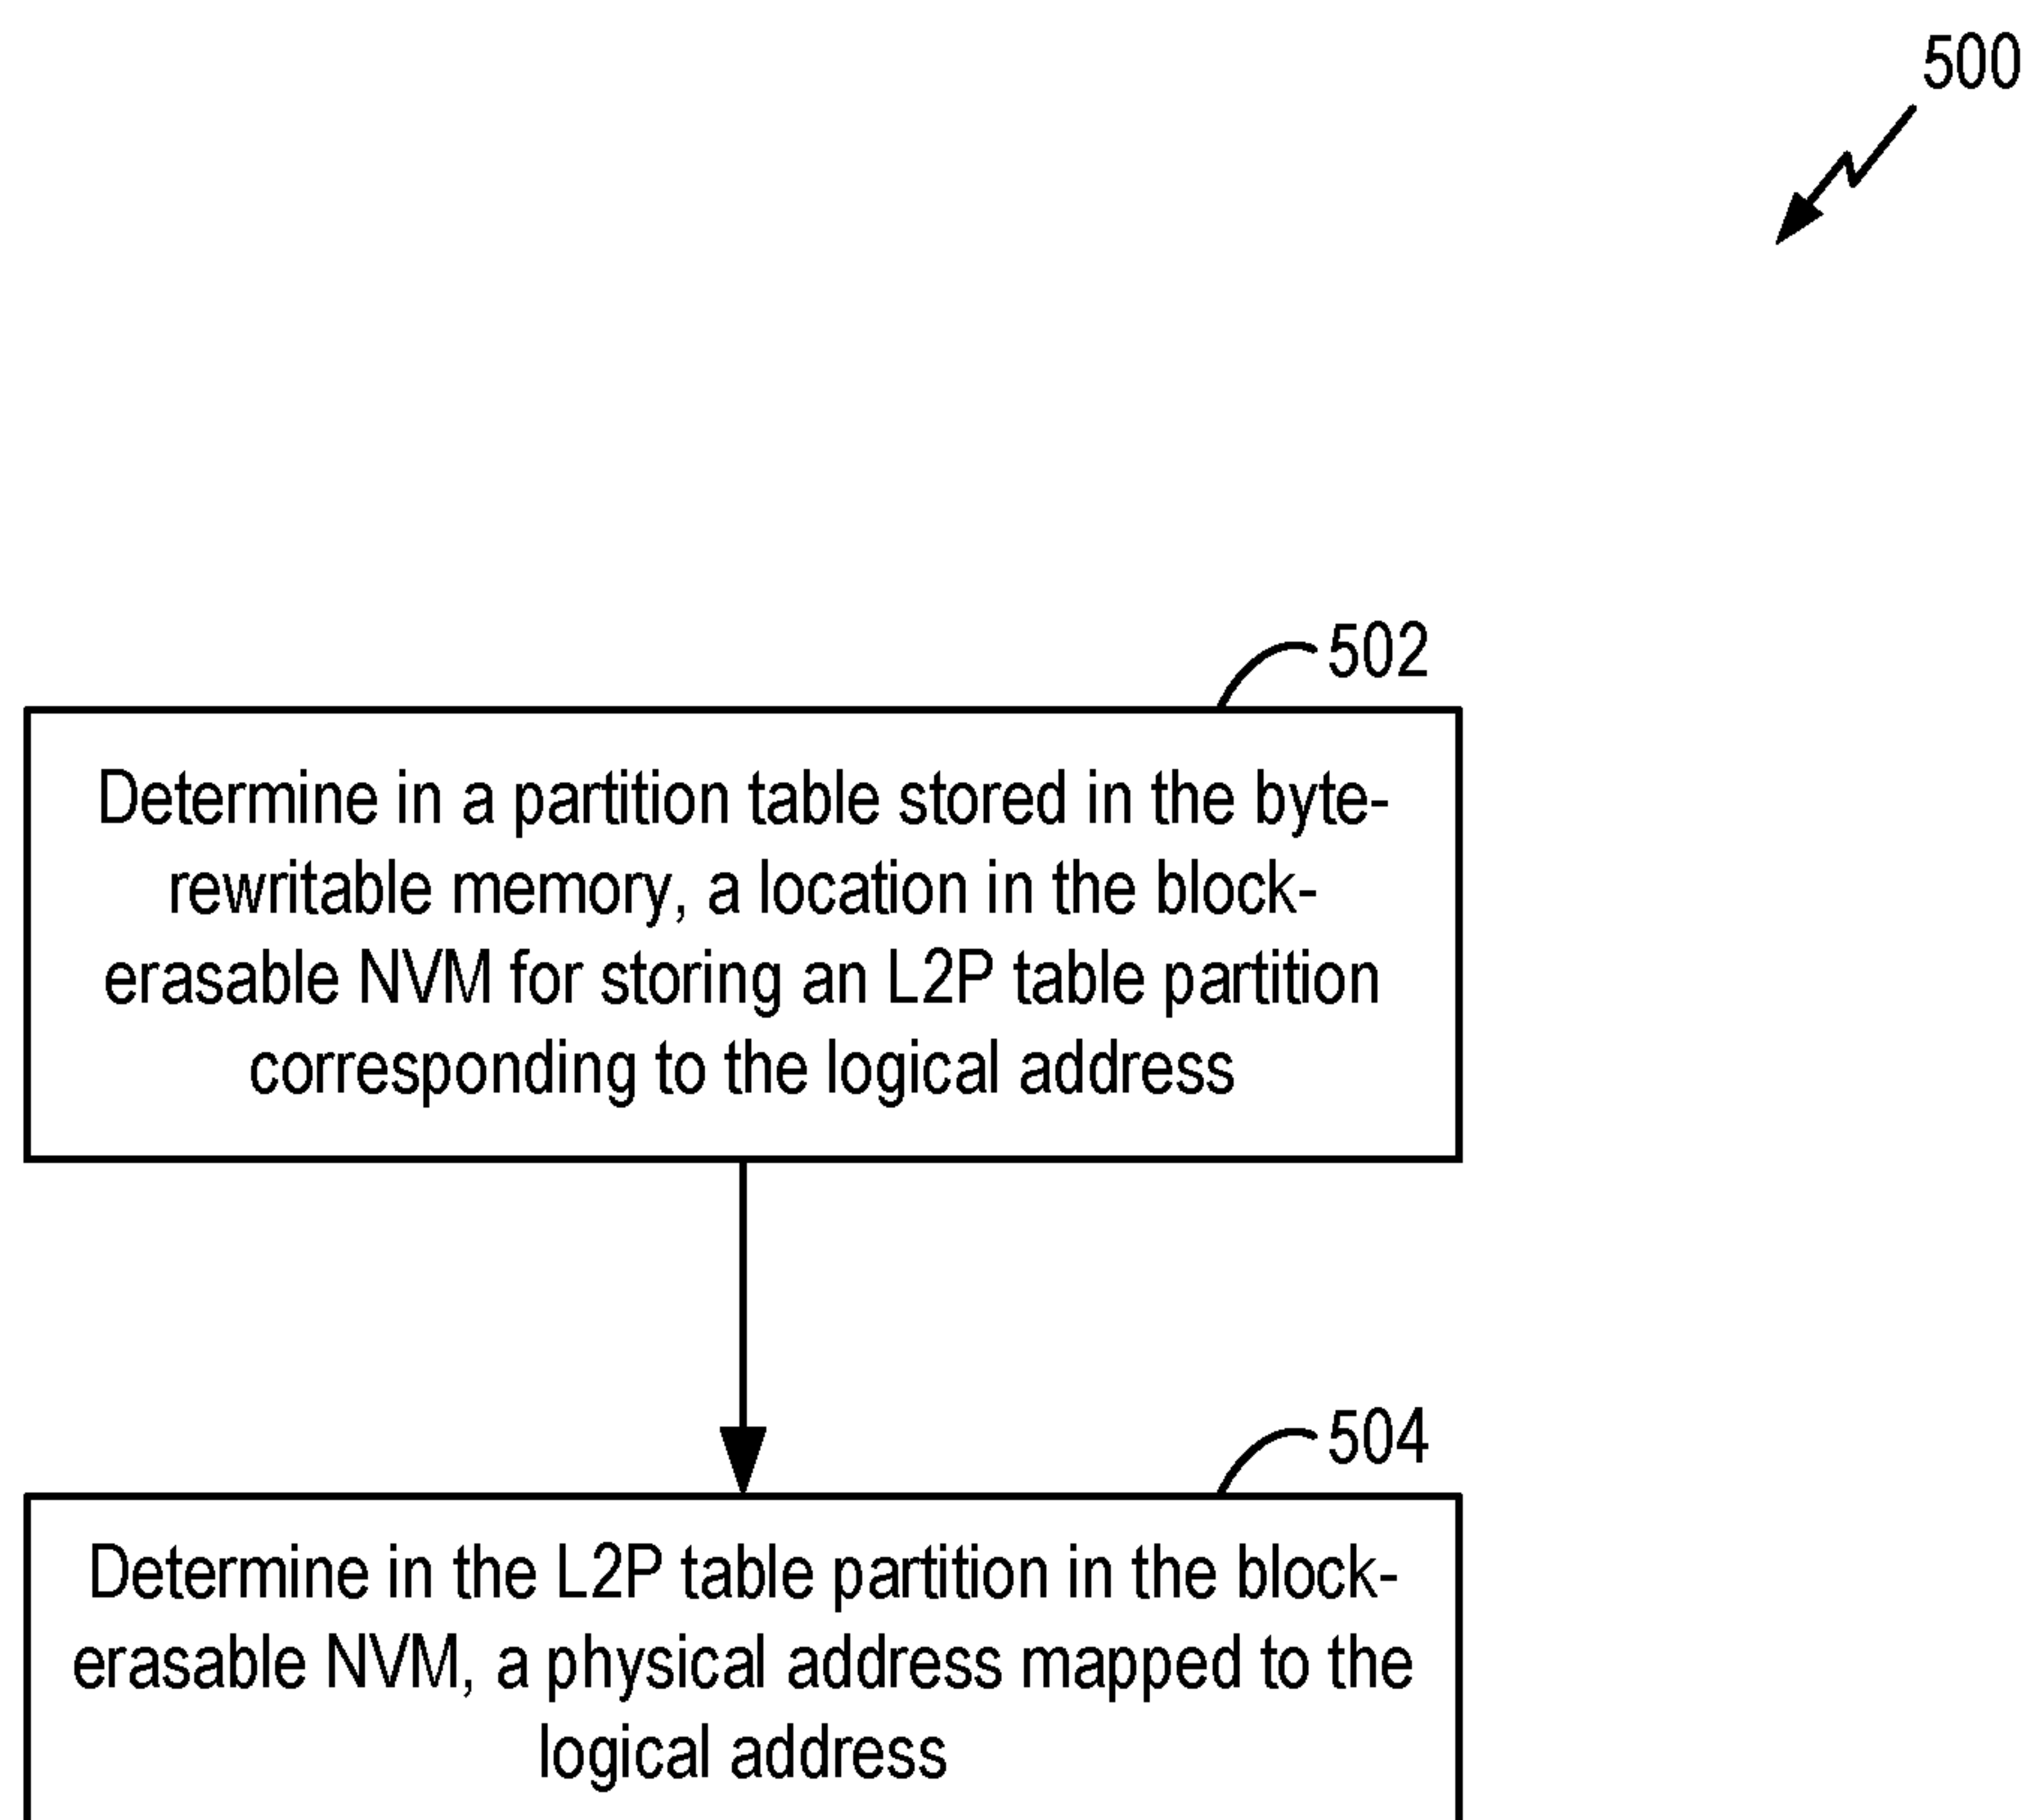 500
502
Determine in a partition table stored in the byte-
rewritable memory, a location in the block-
erasable NVM for storing an L2P table partition
corresponding to the logical address
504
Determine in the L2P table partition in the block-
erasable NVM, a physical address mapped to the
logical address